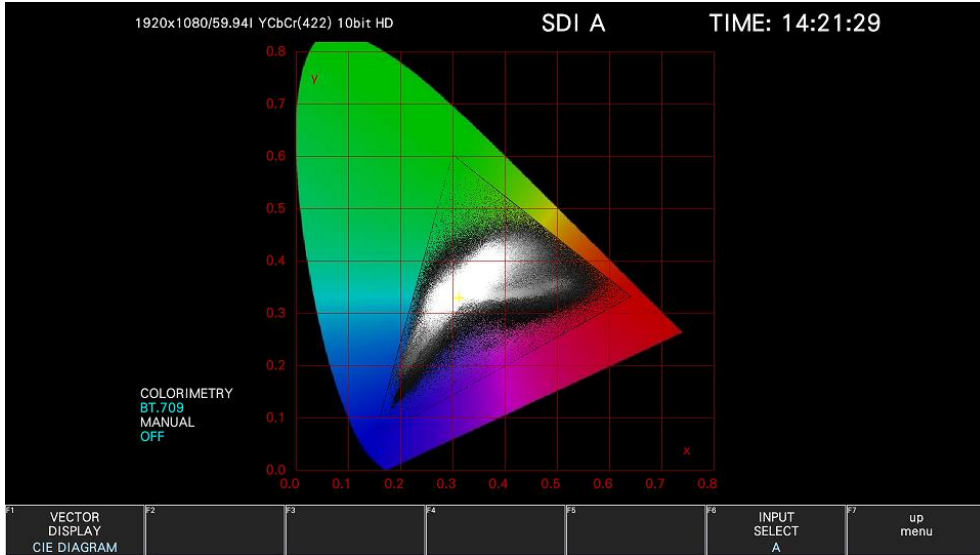 1920x1080/59.94I YCbCr(422) 10bit HD SDI A TIME: 14:21:29
0.8
y
0.7
0.6
0.5
0.4
0.3
0.2
0.1
0.0
x
0.0 0.1 0.2 0.3 0.4 0.5 0.6 0.7 0.8
COLORIMETRY
BT.709
MANUAL
OFF
F1 VECTOR
DISPLAY
CIE DIAGRAM
F2
F3
F4
F5
F6 INPUT
SELECT
A
F7 up
menu